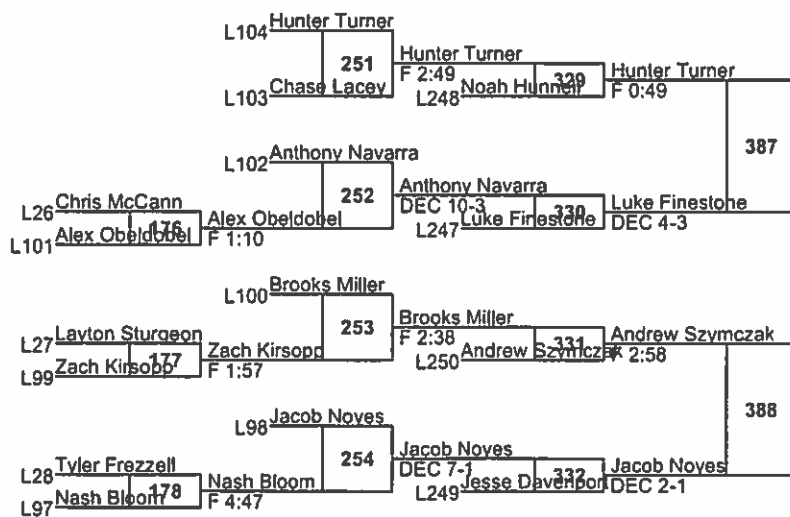 L104 Hunter Turner
251 Hunter Turner
F 2:49 329 Hunter Turner
L103 Chase Lacey L248 Noah Hunnell F 0:49
387
L102 Anthony Navarra
252 Anthony Navarra
L26 Chris McCann DEC 10-3 330 Luke Finestone
176 Alex Obeldobel L247 Luke Finestone DEC 4-3
L101 Alex Obeldobel F 1:10
L100 Brooks Miller
253 Brooks Miller
L27 Layton Sturgeon F 2:38 331 Andrew Szymczak
177 Zach Kirsopp L250 Andrew Szymczak F 2:58
L99 Zach Kirsopp F 1:57
388
L98 Jacob Noyes
254 Jacob Noyes
L28 Tyler Frezzell DEC 7-1 332 Jacob Noyes
178 Nash Bloom L249 Jesse Davenport DEC 2-1
L97 Nash Bloom F 4:47